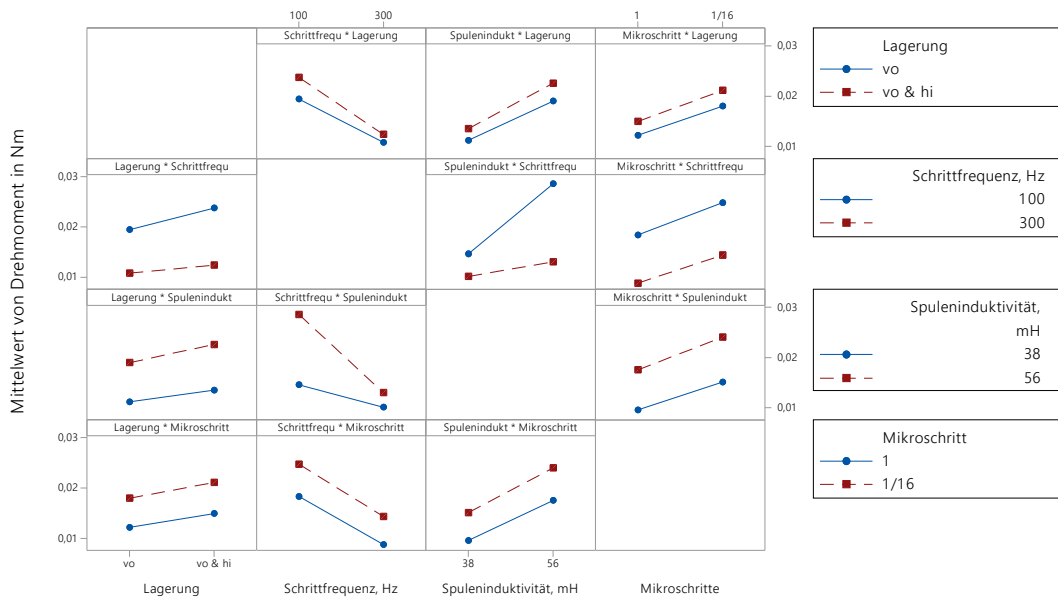 100 300 1 1/16
Schrittfrequ * Lagerung Spulenindukt * Lagerung Mikroschritt * Lagerung
0,03
0,02
0,01
Lagerung
vo
vo & hi
Mittelwert von Drehmoment in Nm
Lagerung * Schrittfrequ Spulenindukt * Schrittfrequ Mikroschritt * Schrittfrequ
0,03
0,02
0,01
Schrittfrequenz, Hz
100
300
Lagerung * Spulenindukt Schrittfrequ * Spulenindukt Mikroschritt * Spulenindukt
0,03
0,02
0,01
Spuleninduktivität,
mH
38
56
Lagerung * Mikroschritt Schrittfrequ * Mikroschritt Spulenindukt * Mikroschritt
0,03
0,02
0,01
Mikroschritt
1
1/16
vo vo & hi 38 56
Lagerung Schrittfrequenz, Hz Spuleninduktivität, mH Mikroschritte